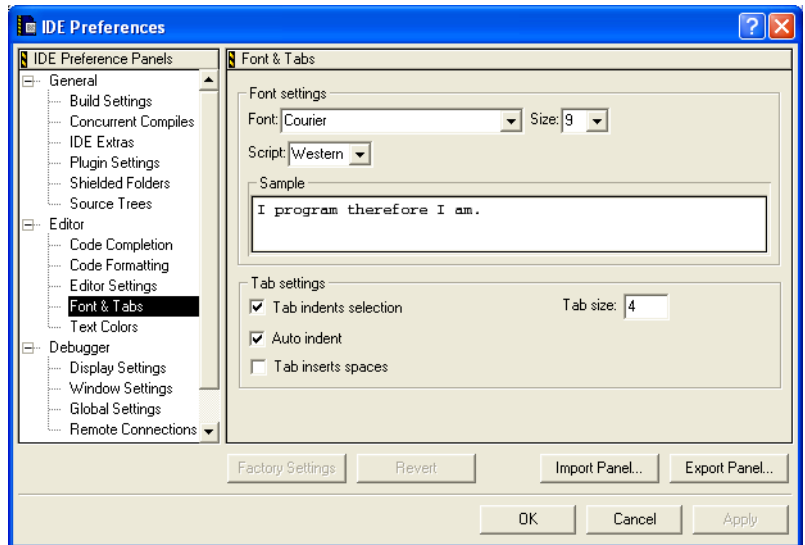 IDE Preferences
IDE Preference Panels
General
Build Settings
Concurrent Compiles
IDE Extras
Plugin Settings
Shielded Folders
Source Trees
Editor
Code Completion
Code Formatting
Editor Settings
Font & Tabs
Text Colors
Debugger
Display Settings
Window Settings
Global Settings
Remote Connections
Font & Tabs
Font settings
Font: Courier Size: 9
Script: Western
Sample
I program therefore I am.
Tab settings
Tab indents selection Tab size: 4
Auto indent
Tab inserts spaces
Factory Settings Revert Import Panel... Export Panel...
OK Cancel Apply